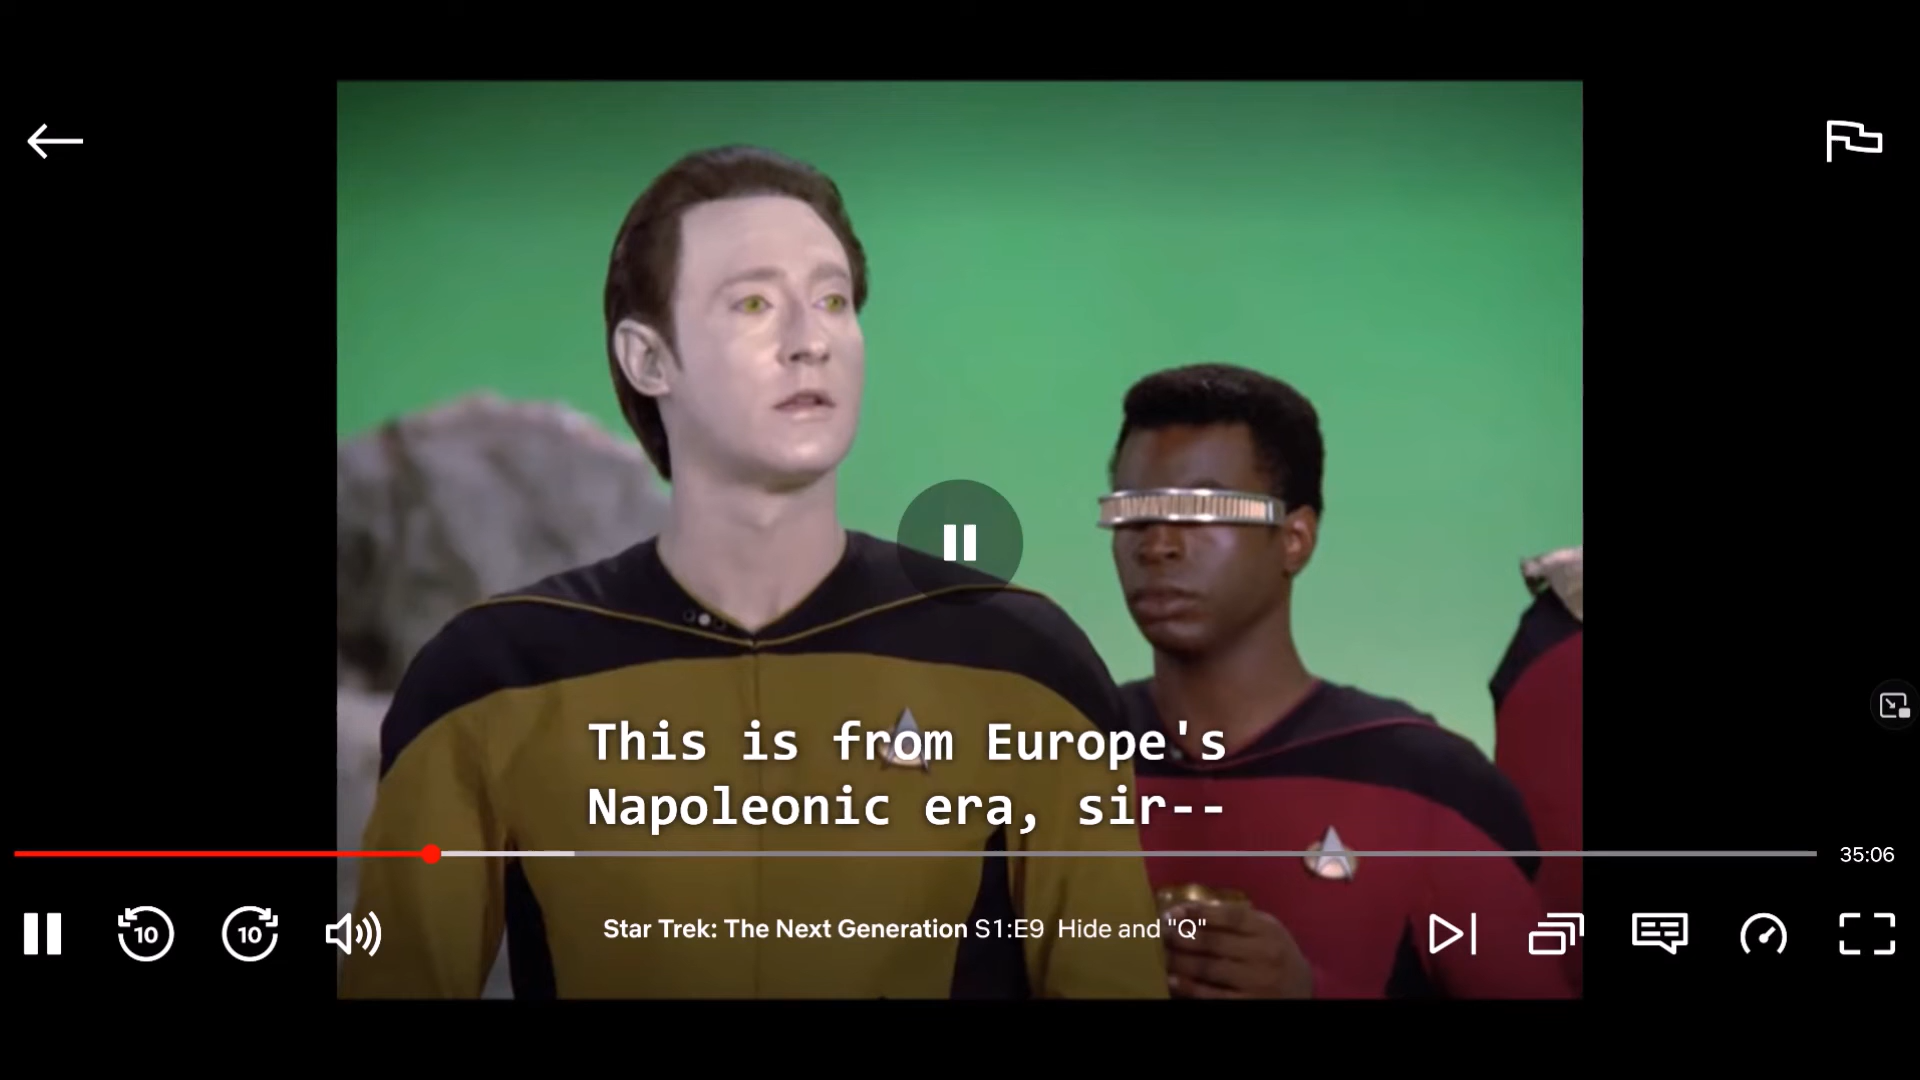 This is from Europe's
Napoleonic era, sir--
35:06
10
10
Star Trek: The Next Generation S1:E9 Hide and "Q"